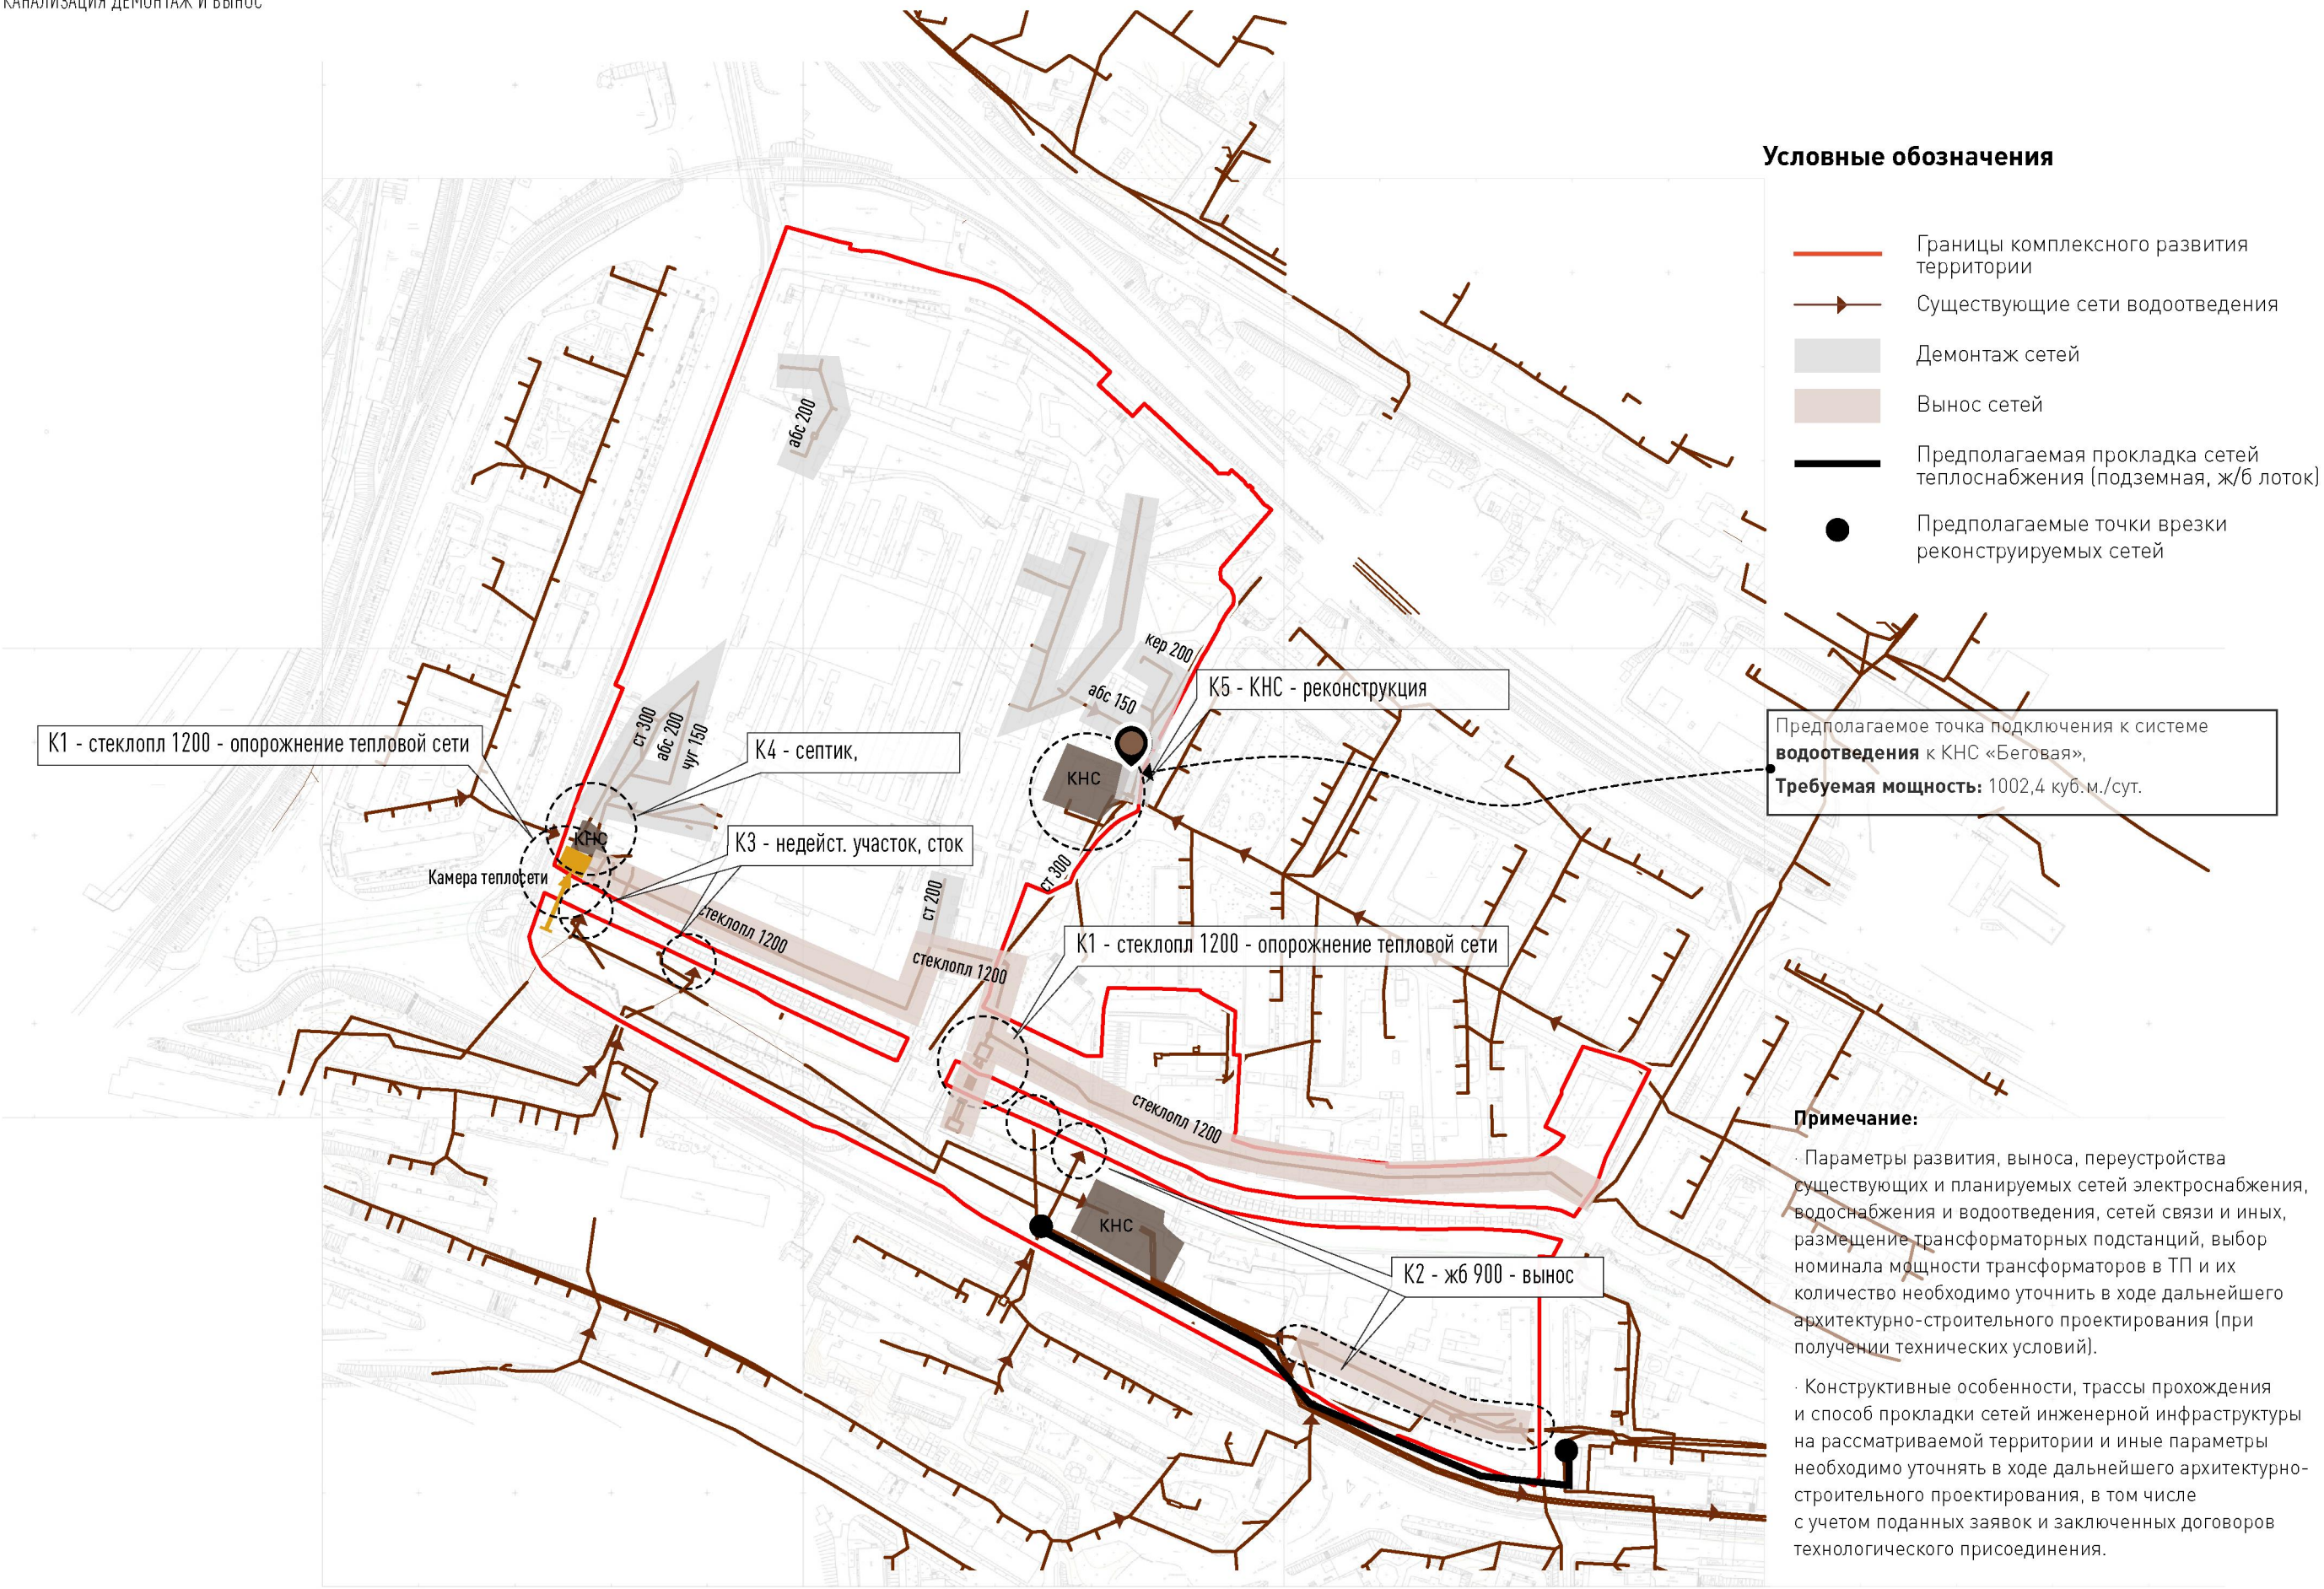 КАНАЛИЗАЦИЯ ДЕМОНТАЖ И ВЫНОС
Условные обозначения
Границы комплексного развития
территории
Существующие сети водоотведения
Демонтаж сетей
Вынос сетей
Предполагаемая прокладка сетей
теплоснабжения (подземная, ж/б лоток)
Предполагаемые точки врезки
реконструируемых сетей
абс 200
кер 200
абс 150
К5 - КНС - реконструкция
ст 300
абс 200
чуг 150
К1 - стеклопл 1200 - опорожнение тепловой сети
К4 - септик,
КНС
Предполагаемое точка подключения к системе
водоотведения к КНС «Беговая»,
Требуемая мощность: 1002,4 куб.м./сут.
КНС
К3 - недейст. участок, сток
Камера теплосети
ст 300
ст 200
стеклопл 1200
стеклопл 1200
К1 - стеклопл 1200 - опорожнение тепловой сети
стеклопл 1200
КНС
К2 - жб 900 - вынос
Примечание:
· Параметры развития, выноса, переустройства
существующих и планируемых сетей электроснабжения,
водоснабжения и водоотведения, сетей связи и иных,
размещение трансформаторных подстанций, выбор
номинала мощности трансформаторов в ТП и их
количество необходимо уточнить в ходе дальнейшего
архитектурно-строительного проектирования (при
получении технических условий).
· Конструктивные особенности, трассы прохождения
и способ прокладки сетей инженерной инфраструктуры
на рассматриваемой территории и иные параметры
необходимо уточнять в ходе дальнейшего архитектурно-
строительного проектирования, в том числе
с учетом поданных заявок и заключенных договоров
технологического присоединения.